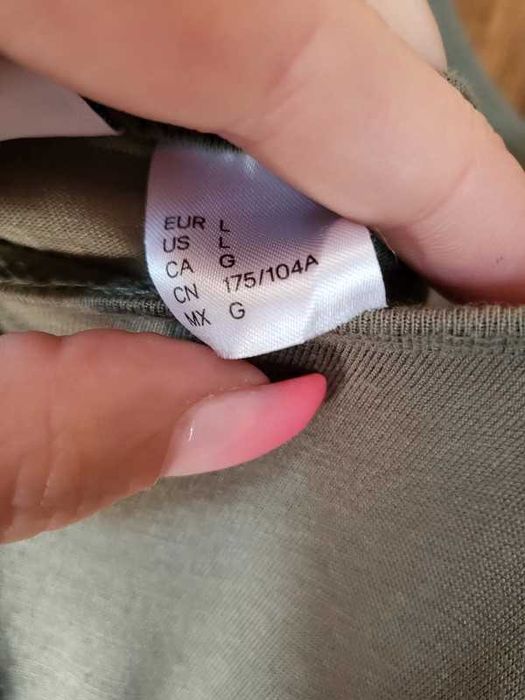 EUR L
US L
CA G
CN 175/104A
MX G